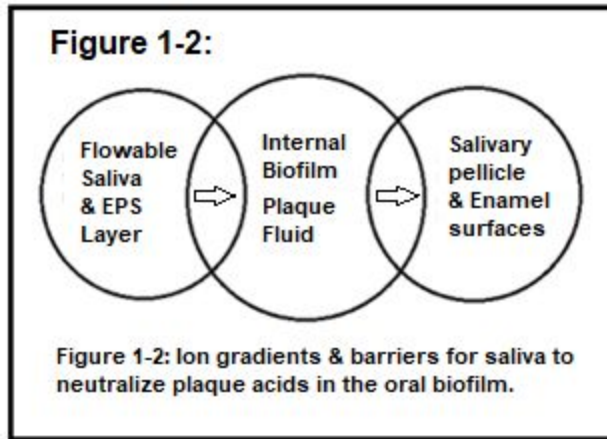 Figure 1-2:
Flowable
Saliva
& EPS
Layer
Internal
Biofilm
Plaque
Fluid
Salivary
pellicle
& Enamel
surfaces
Figure 1-2: Ion gradients & barriers for saliva to
neutralize plaque acids in the oral biofilm.